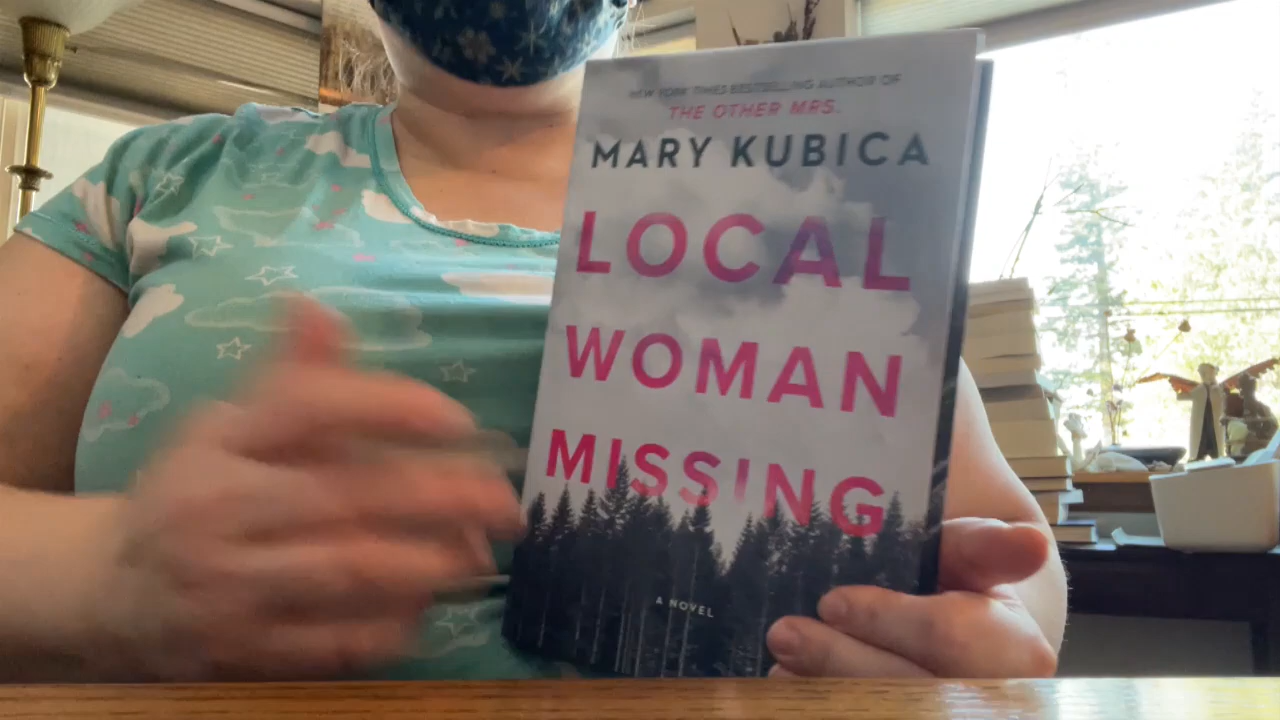 NEW YORK TIMES BESTSELLING AUTHOR OF
THE OTHER MRS.
MARY KUBICA
LOCAL
WOMAN
MISSING
A NOVEL